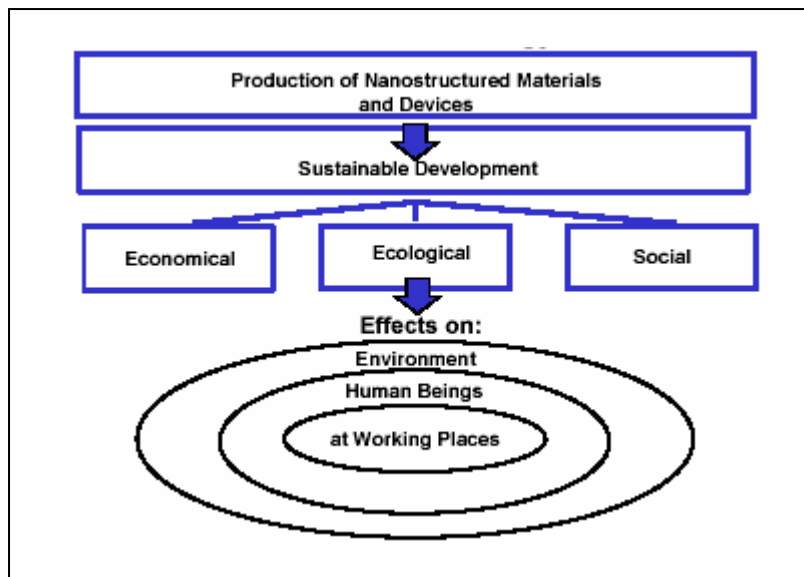 Production of Nanostructured Materials
and Devices
Sustainable Development
Economical
Ecological
Social
Effects on:
Environment
Human Beings
at Working Places